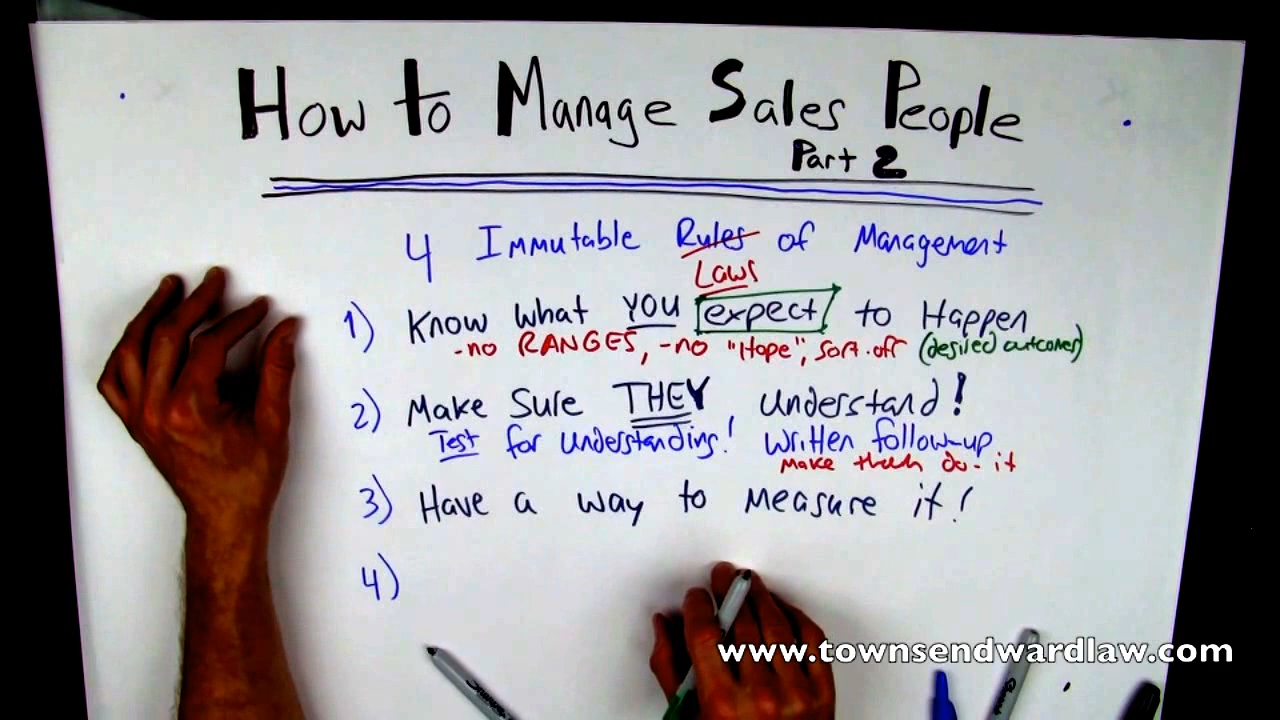 How to Manage Sales People
Part 2
4 Immutable Rules of Management
Laws
1) Know what YOU expect to Happen
-no RANGES, -no "Hope", sort-off (desired outcomes)
2) Make Sure THEY understand!
Test for understanding! Written follow-up
make them do it
3) Have a way to measure it!
4)
www.townsendwardlaw.com